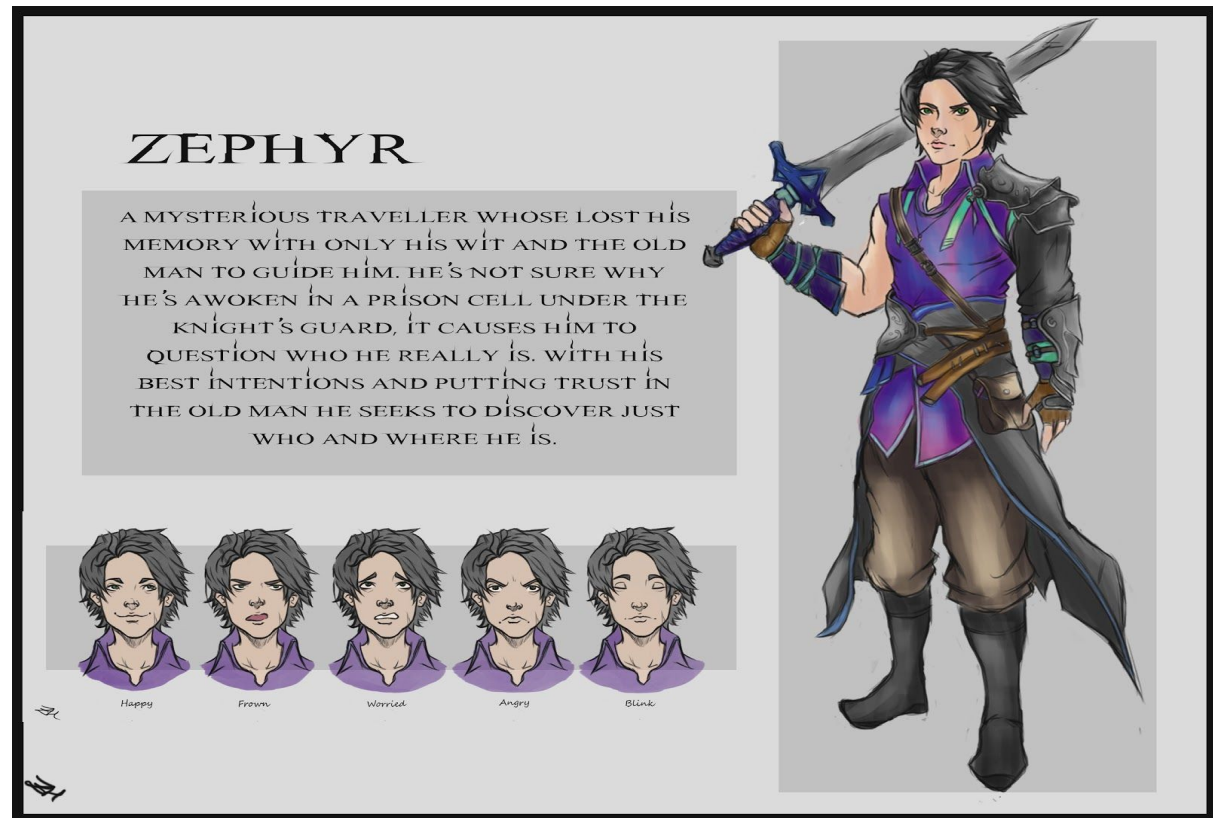 ZEPHYR
A MYSTERiOUS TRAVELLER WHOSE LOST HiS
MEMORY WiTH ONLY HiS WiT AND THE OLD
MAN TO GUiDE HiM. HE'S NOT SURE WHY
HE'S AWOKEN iN A PRiSON CELL UNDER THE
KNiGHT'S GUARD, iT CAUSES HiM TO
QUESTiON WHO HE REALLY iS. WiTH HiS
BEST iNTENTiONS AND PUTTiNG TRUST iN
THE OLD MAN HE SEEKS TO DiSCOVER JUST
WHO AND WHERE HE iS.
Happy
Frown
Worried
Angry
Blink